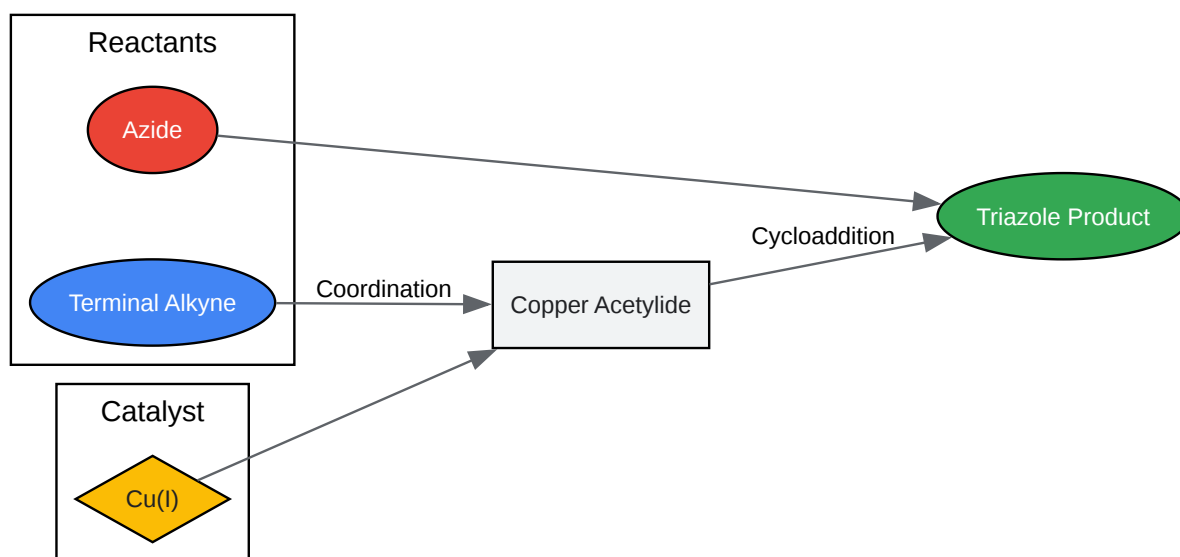 Reactants
Azide
Terminal Alkyne
Coordination
Copper Acetylide
Cycloaddition
Triazole Product
Catalyst
Cu(I)